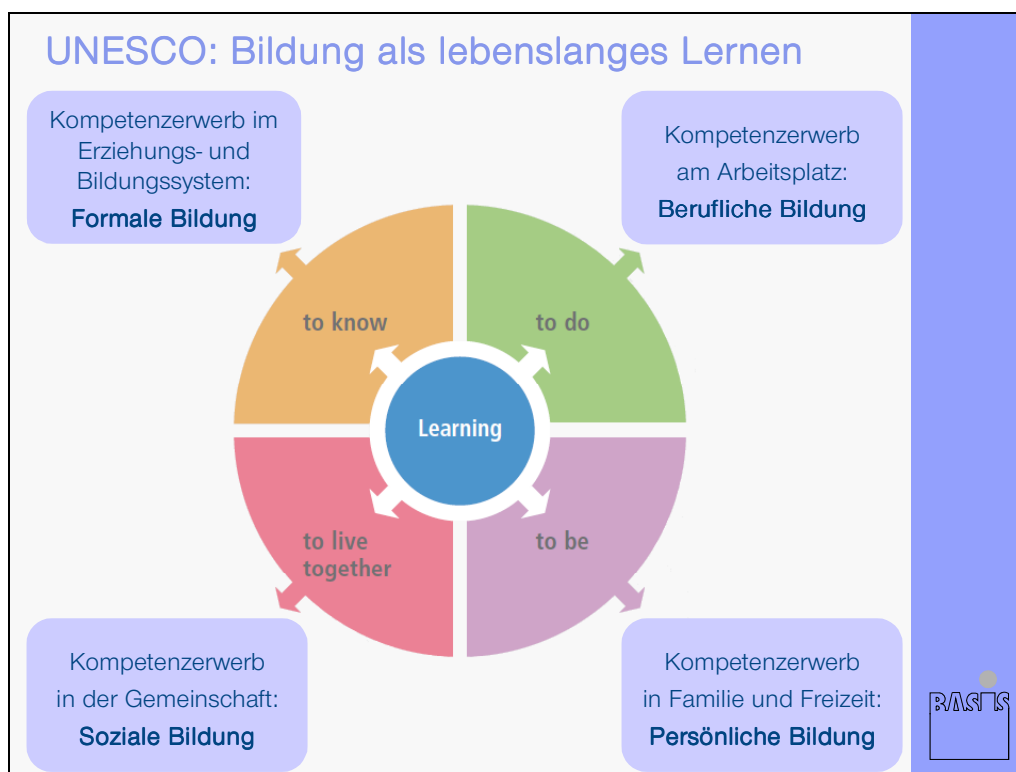 UNESCO: Bildung als lebenslanges Lernen
Kompetenzerwerb im
Erziehungs- und
Bildungssystem:
Formale Bildung
Kompetenzerwerb
am Arbeitsplatz:
Berufliche Bildung
to know
to do
Learning
to live
together
to be
Kompetenzerwerb
in der Gemeinschaft:
Soziale Bildung
Kompetenzerwerb
in Familie und Freizeit:
Persönliche Bildung
BASIS